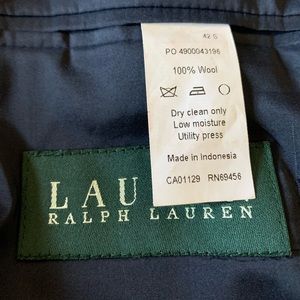 42 S
PO 4900043196
100% Wool
Dry clean only
Low moisture
Utility press
Made in Indonesia
CA01129 RN69456
LAU
RALPH LAUREN